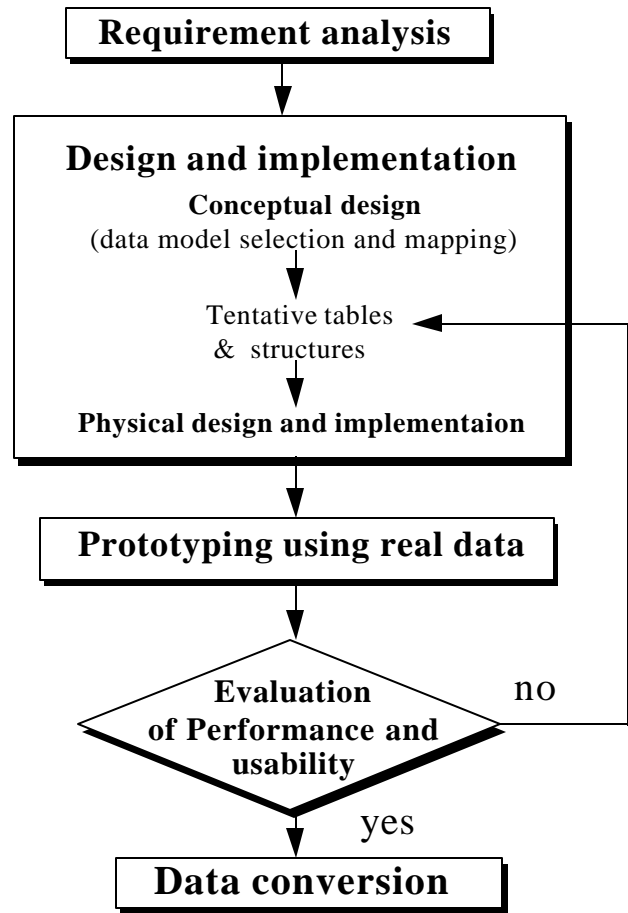 Requirement analysis
Design and implementation
Conceptual design
(data model selection and mapping)
Tentative tables
& structures
Physical design and implementaion
Prototyping using real data
Evaluation
of Performance and
usability
no
yes
Data conversion